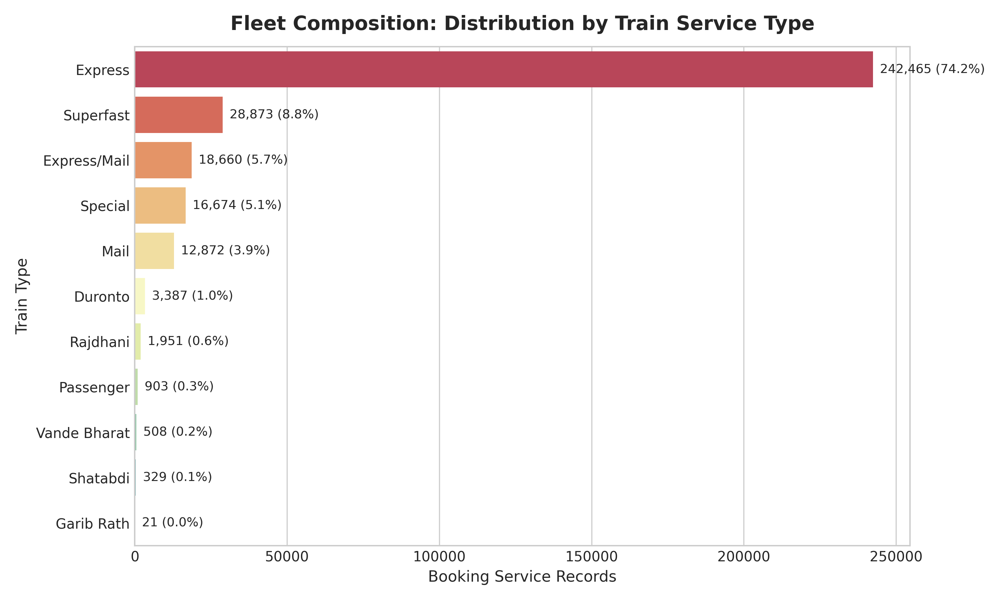 Fleet Composition: Distribution by Train Service Type
Express 242,465 (74.2%)
Superfast 28,873 (8.8%)
Express/Mail 18,660 (5.7%)
Special 16,674 (5.1%)
Mail 12,872 (3.9%)
Duronto 3,387 (1.0%)
Rajdhani 1,951 (0.6%)
Passenger 903 (0.3%)
Vande Bharat 508 (0.2%)
Shatabdi 329 (0.1%)
Garib Rath 21 (0.0%)
Train Type
0 50000 100000 150000 200000 250000
Booking Service Records